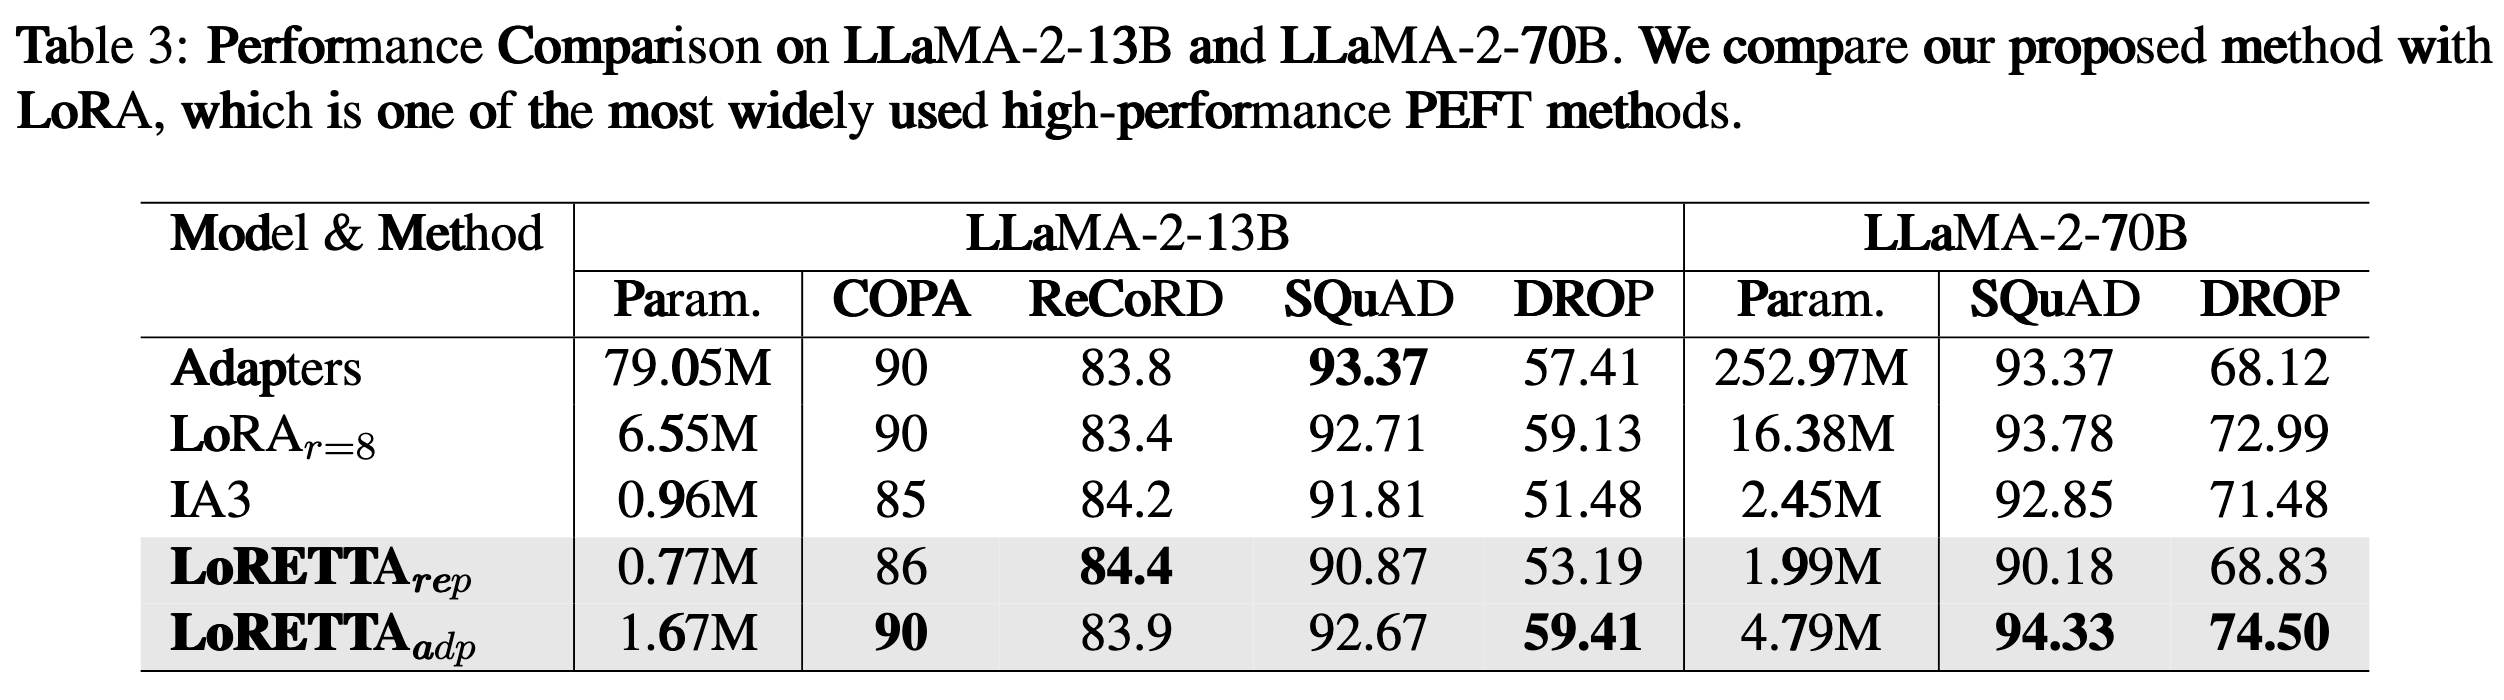 Table 3: Performance Comparison on LLaMA-2-13B and LLaMA-2-70B. We compare our proposed method with
LoRA, which is one of the most widely used high-performance PEFT methods.
Model & Method LLaMA-2-13B LLaMA-2-70B
Param. COPA ReCoRD SQuAD DROP Param. SQuAD DROP
Adapters 79.05M 90 83.8 93.37 57.41 252.97M 93.37 68.12
LoRA_{r=8} 6.55M 90 83.4 92.71 59.13 16.38M 93.78 72.99
IA3 0.96M 85 84.2 91.81 51.48 2.45M 92.85 71.48
LoRETTA_{rep} 0.77M 86 84.4 90.87 53.19 1.99M 90.18 68.83
LoRETTA_{adp} 1.67M 90 83.9 92.67 59.41 4.79M 94.33 74.50